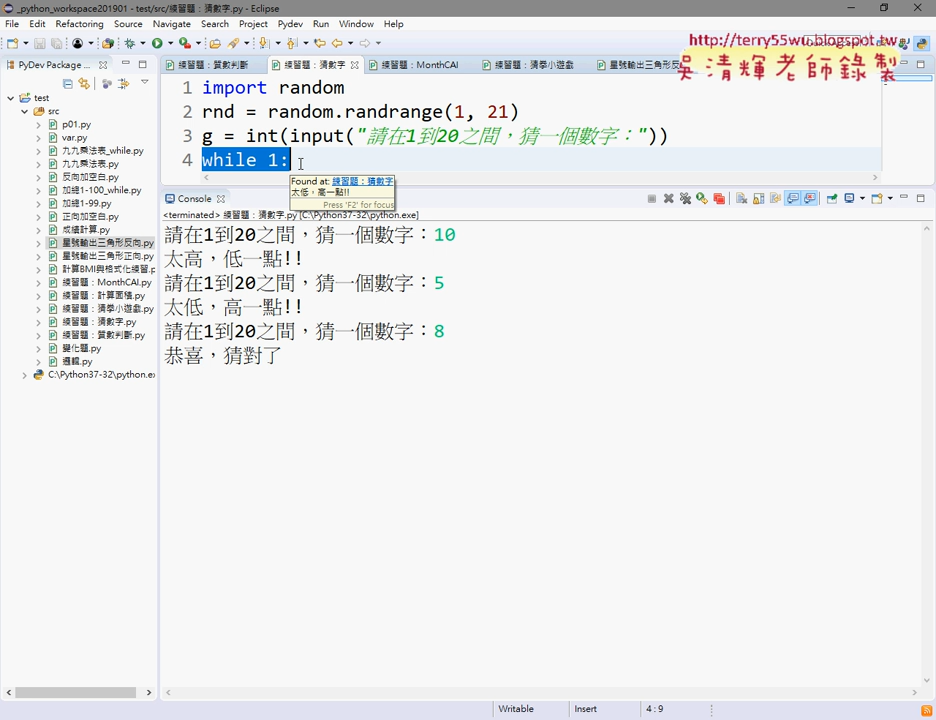 _python_workspace201901 - test/src/練習題：猜數字.py - Eclipse
File Edit Refactoring Source Navigate Search Project Pydev Run Window Help
http://terry55wu.blogspot.tw
吳清輝老師錄製
PyDev Package ...
練習題：質數判斷
練習題：猜數字
練習題：MonthCAI
練習題：猜拳小遊戲
星號輸出三角形反
test
src
p01.py
var.py
九九乘法表_while.py
九九乘法表.py
反向加空白.py
加總1-100_while.py
加總1-99.py
正向加空白.py
成績計算.py
星號輸出三角形反向.py
星號輸出三角形正向.py
計算BMI與格式化練習.p
練習題：MonthCAI.py
練習題：計算面積.py
練習題：猜拳小遊戲.py
練習題：猜數字.py
練習題：質數判斷.py
變化題.py
邏輯.py
C:\Python37-32\python.ex
1 import random
2 rnd = random.randrange(1, 21)
3 g = int(input("請在1到20之間，猜一個數字："))
4 while 1:
Found at: 練習題：猜數字
太低，高一點!!
Press 'F2' for focus
Console
<terminated> 練習題：猜數字.py [C:\Python37-32\python.exe]
請在1到20之間，猜一個數字：10
太高，低一點!!
請在1到20之間，猜一個數字：5
太低，高一點!!
請在1到20之間，猜一個數字：8
恭喜，猜對了
Writable Insert 4:9